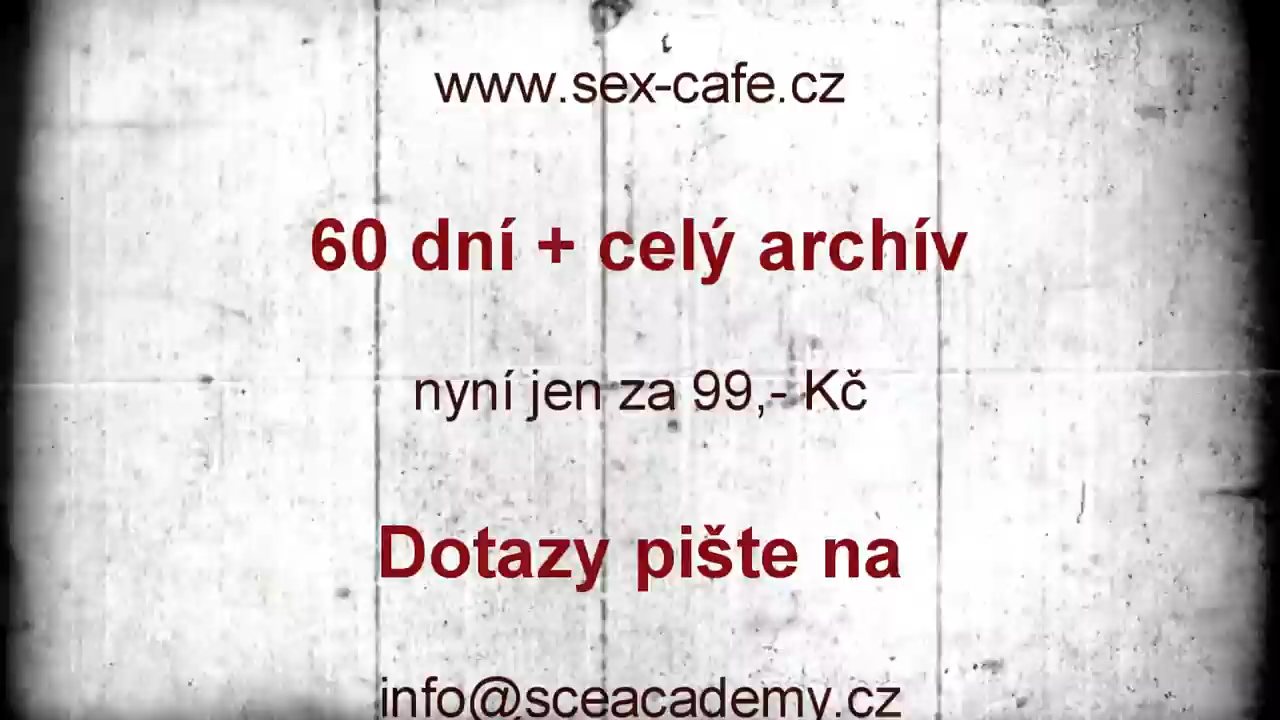 www.sex-cafe.cz
60 dní + celý archív
nyní jen za 99,- Kč
Dotazy pište na
info@sceacademy.cz